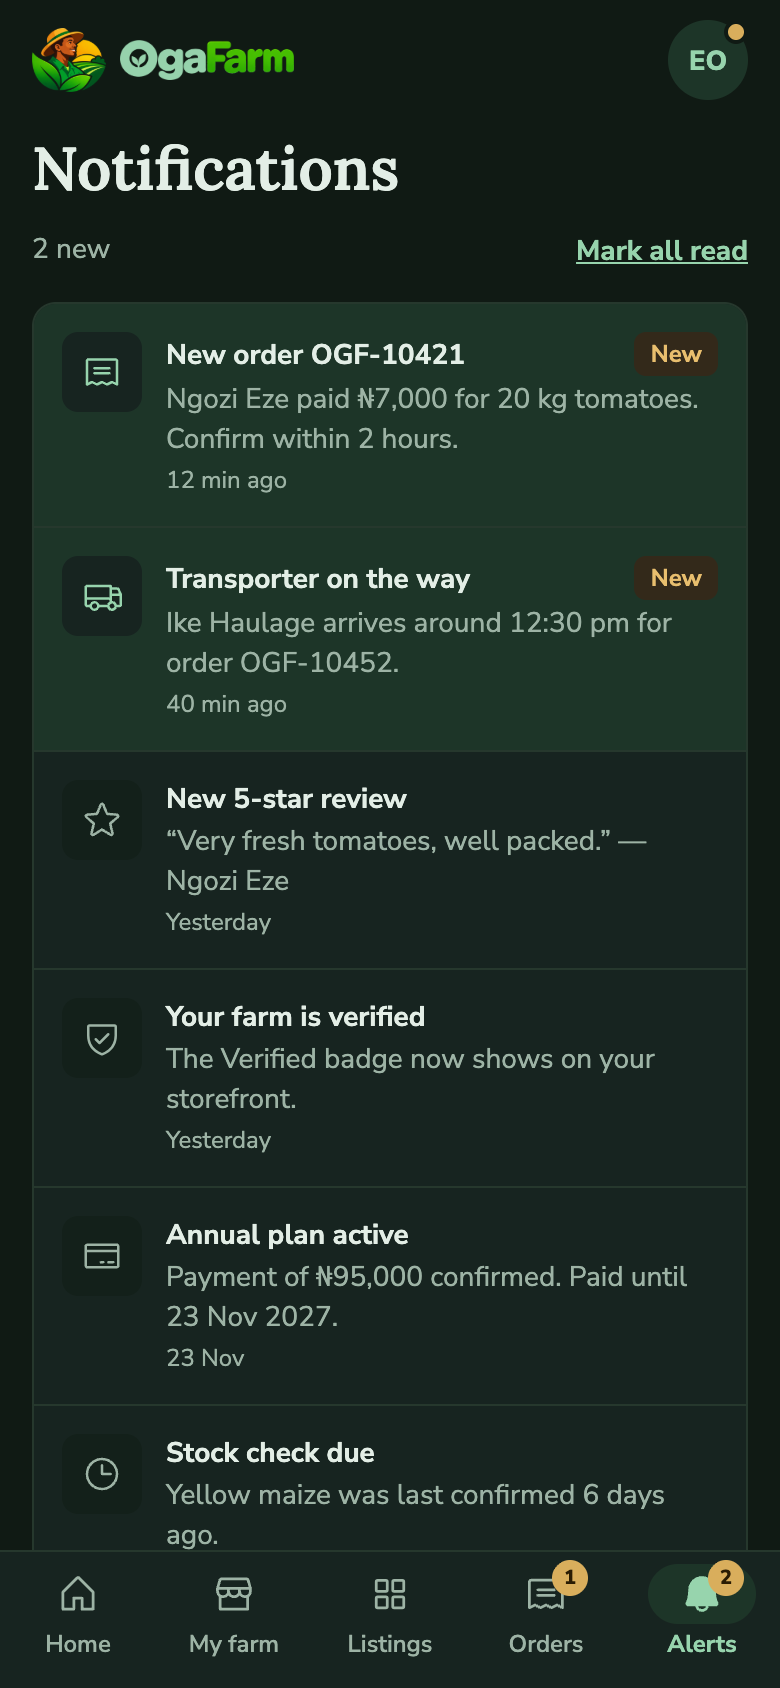 OgaFarm
EO
Notifications
2 new
Mark all read
New order OGF-10421
New
Ngozi Eze paid ₦7,000 for 20 kg tomatoes.
Confirm within 2 hours.
12 min ago
Transporter on the way
New
Ike Haulage arrives around 12:30 pm for
order OGF-10452.
40 min ago
New 5-star review
“Very fresh tomatoes, well packed.” —
Ngozi Eze
Yesterday
Your farm is verified
The Verified badge now shows on your
storefront.
Yesterday
Annual plan active
Payment of ₦95,000 confirmed. Paid until
23 Nov 2027.
23 Nov
Stock check due
Yellow maize was last confirmed 6 days
ago.
1
2
Home
My farm
Listings
Orders
Alerts